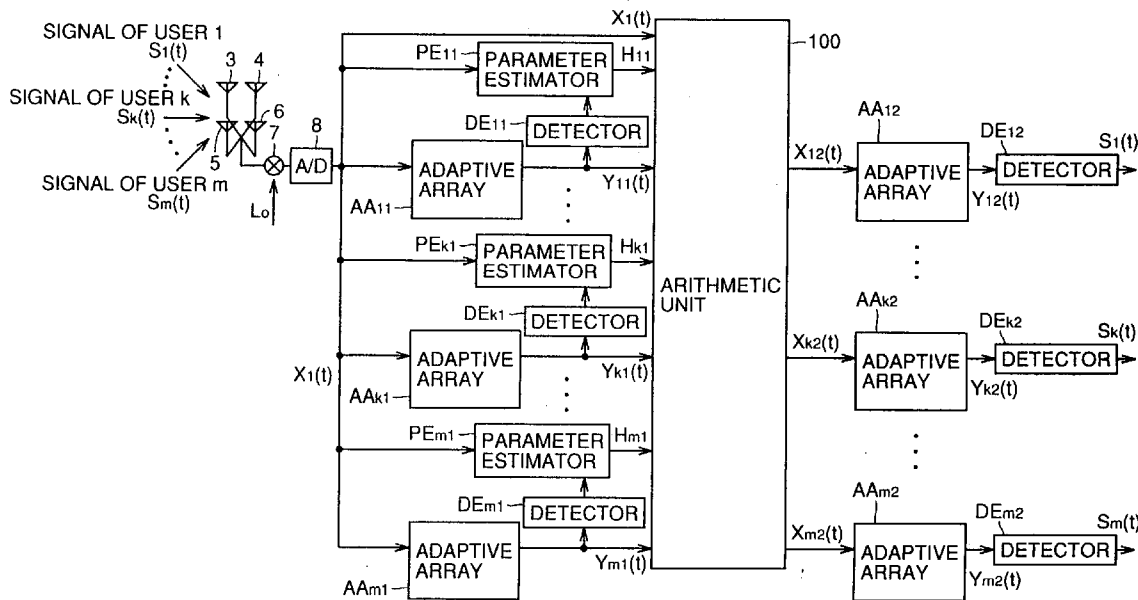 SIGNAL OF USER 1
S1(t)
3 4
SIGNAL OF USER k
Sk(t)
6
7
8
5
A/D
SIGNAL OF USER m
Sm(t)
Lo
X1(t)
X1(t)
PE11
PARAMETER
ESTIMATOR
H11
DE11
DETECTOR
ADAPTIVE
ARRAY
AA11
Y11(t)
PEk1
PARAMETER
ESTIMATOR
Hk1
DEk1
DETECTOR
ADAPTIVE
ARRAY
AAk1
Yk1(t)
PEm1
PARAMETER
ESTIMATOR
Hm1
DEm1
DETECTOR
ADAPTIVE
ARRAY
AAm1
Ym1(t)
ARITHMETIC
UNIT
100
X12(t)
AA12
ADAPTIVE
ARRAY
Y12(t)
DE12
DETECTOR
S1(t)
Xk2(t)
AAk2
ADAPTIVE
ARRAY
Yk2(t)
DEk2
DETECTOR
Sk(t)
Xm2(t)
AAm2
ADAPTIVE
ARRAY
Ym2(t)
DEm2
DETECTOR
Sm(t)